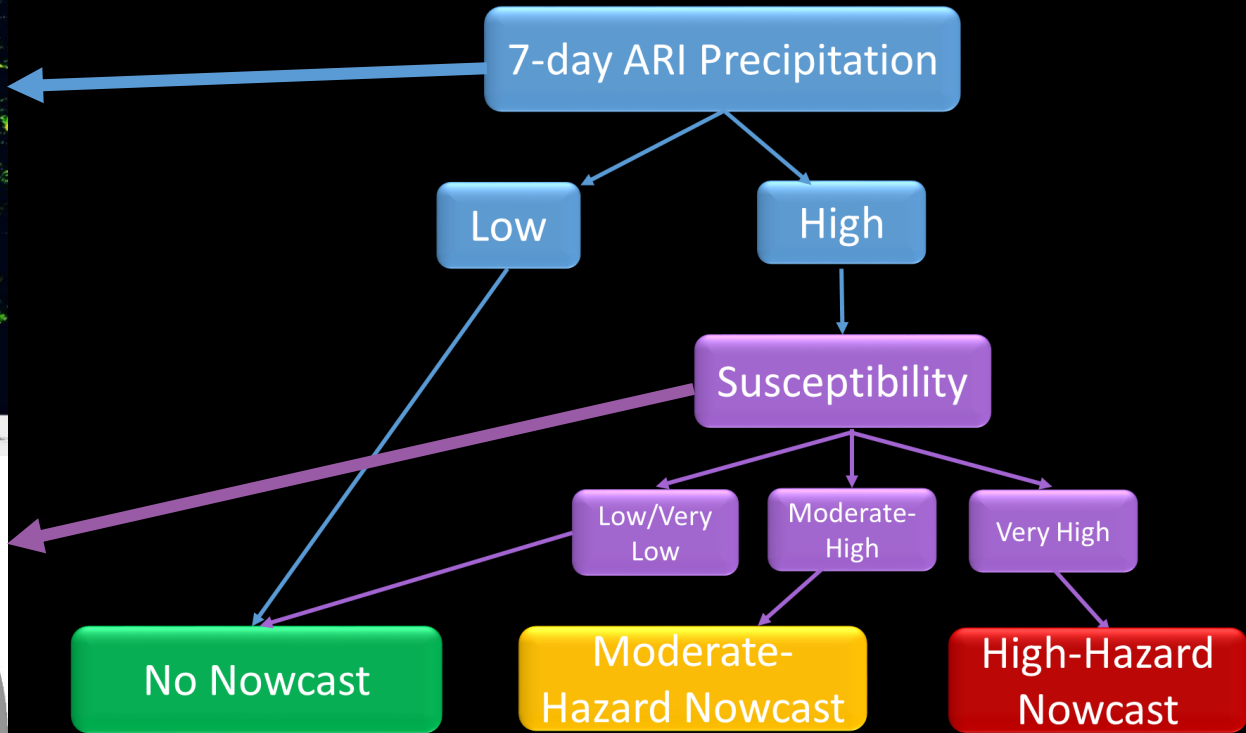 7-day ARI Precipitation
Low
High
Susceptibility
Low/Very
Low
Moderate-
High
Very High
No Nowcast
Moderate-
Hazard Nowcast
High-Hazard
Nowcast